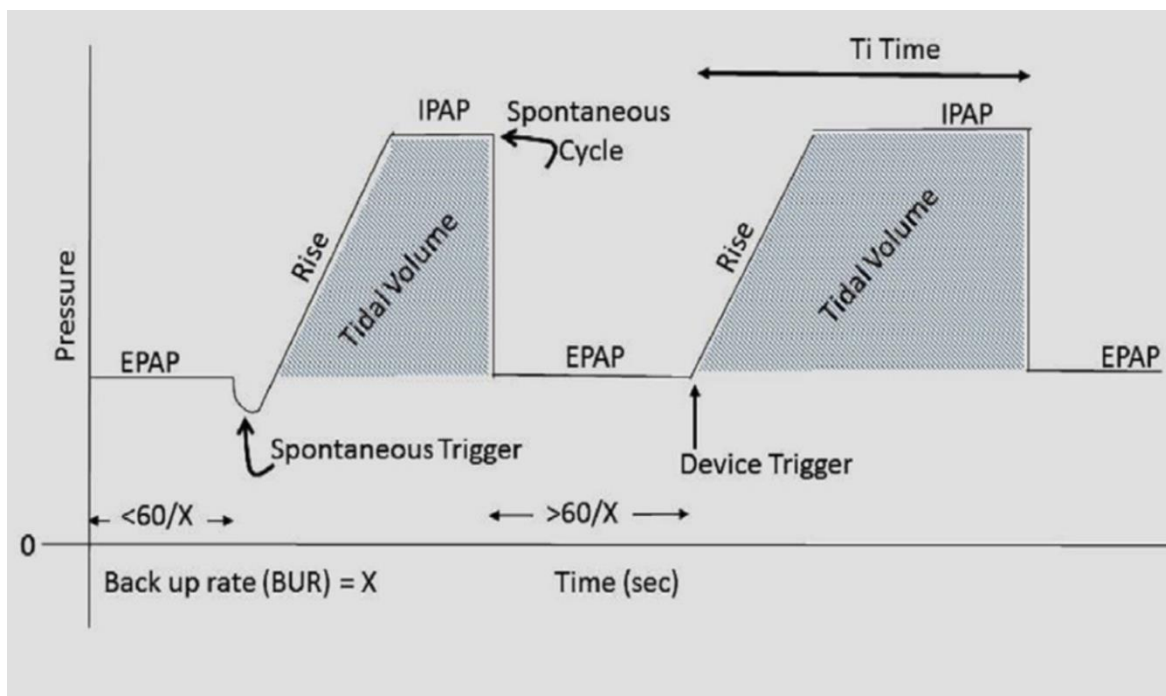 Ti Time
IPAP
Spontaneous
Cycle
IPAP
Rise
Tidal Volume
Rise
Tidal Volume
Pressure
EPAP
EPAP
EPAP
Spontaneous Trigger
Device Trigger
<60/X
>60/X
0
Back up rate (BUR) = X
Time (sec)